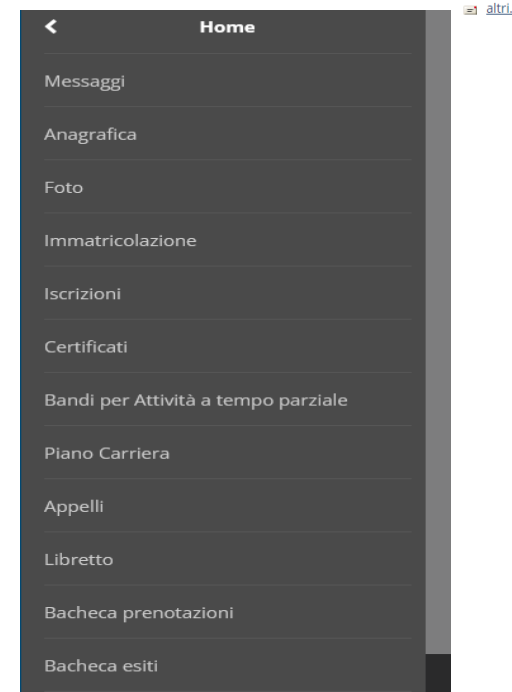 Home
altri.
Messaggi
Anagrafica
Foto
Immatricolazione
Iscrizioni
Certificati
Bandi per Attività a tempo parziale
Piano Carriera
Appelli
Libretto
Bacheca prenotazioni
Bacheca esiti